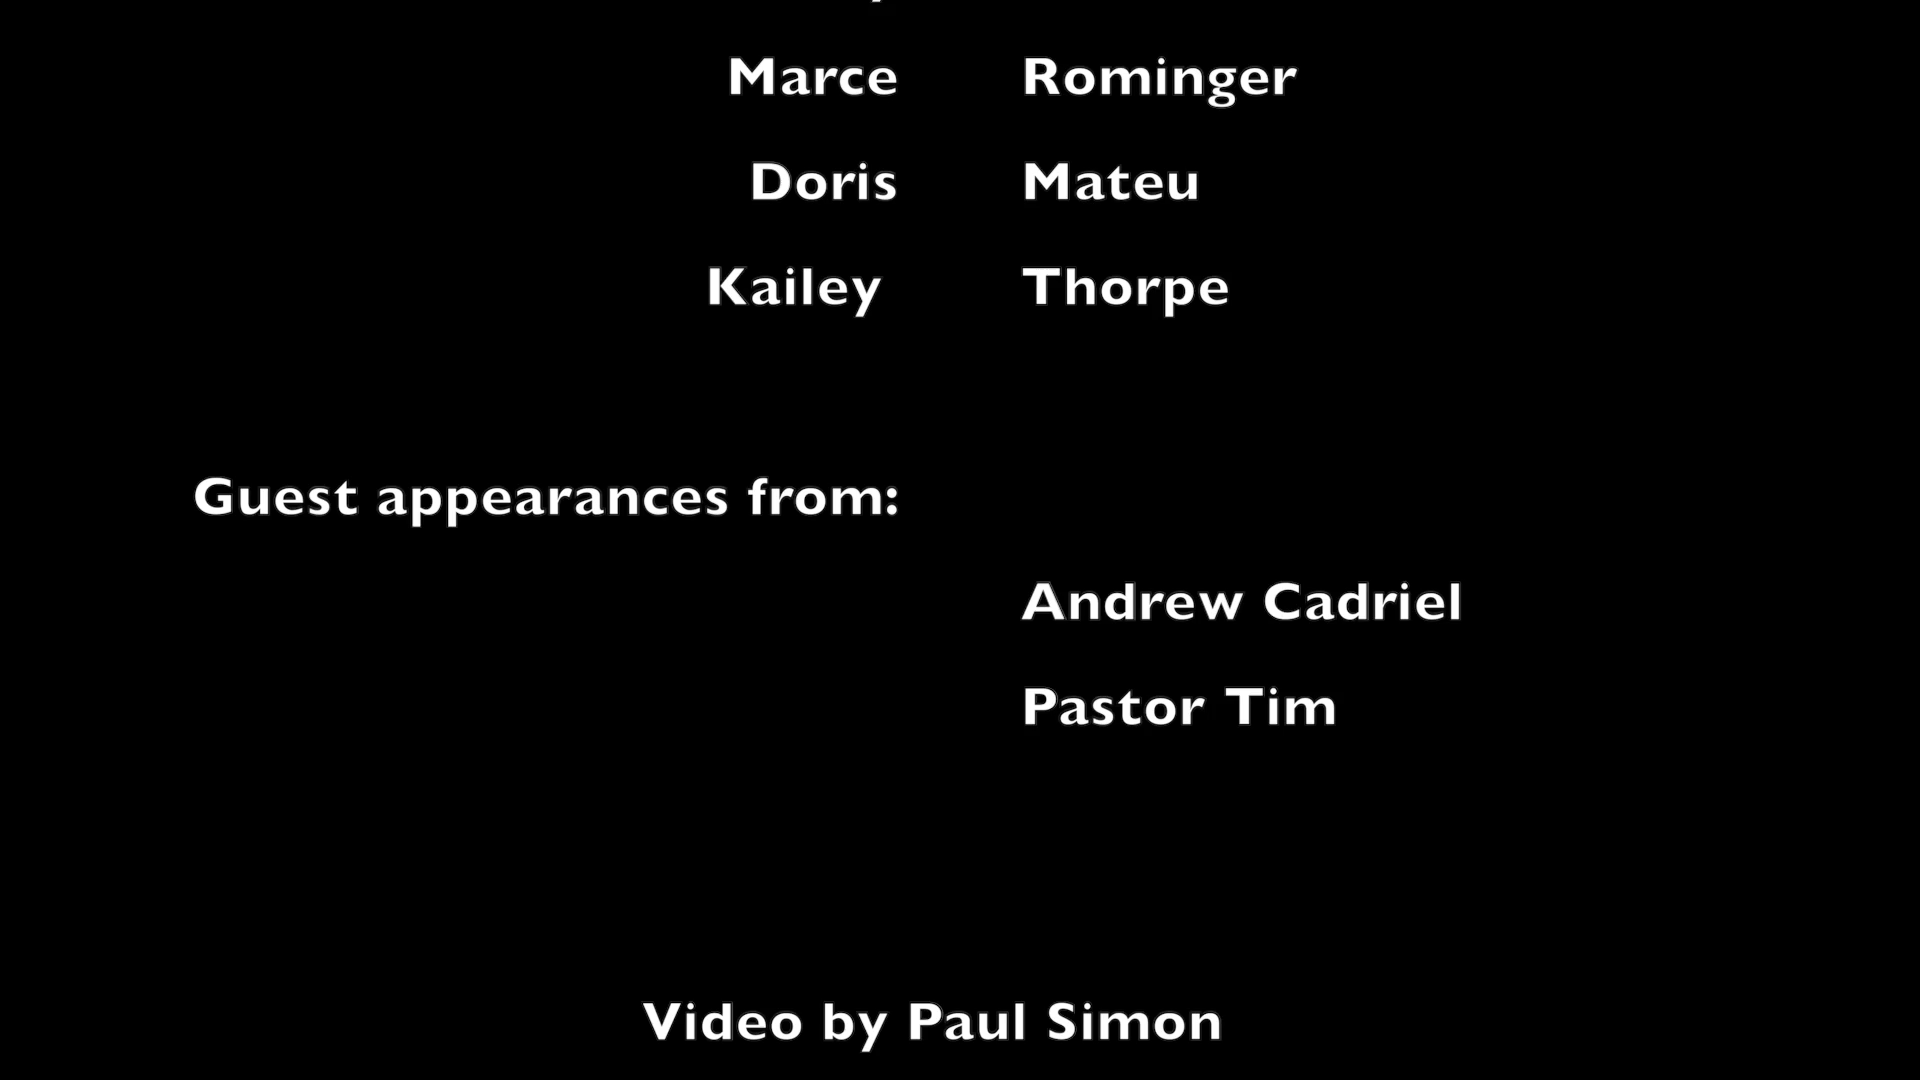 Marce Rominger
Doris Mateu
Kailey Thorpe
Guest appearances from:
Andrew Cadriel
Pastor Tim
Video by Paul Simon